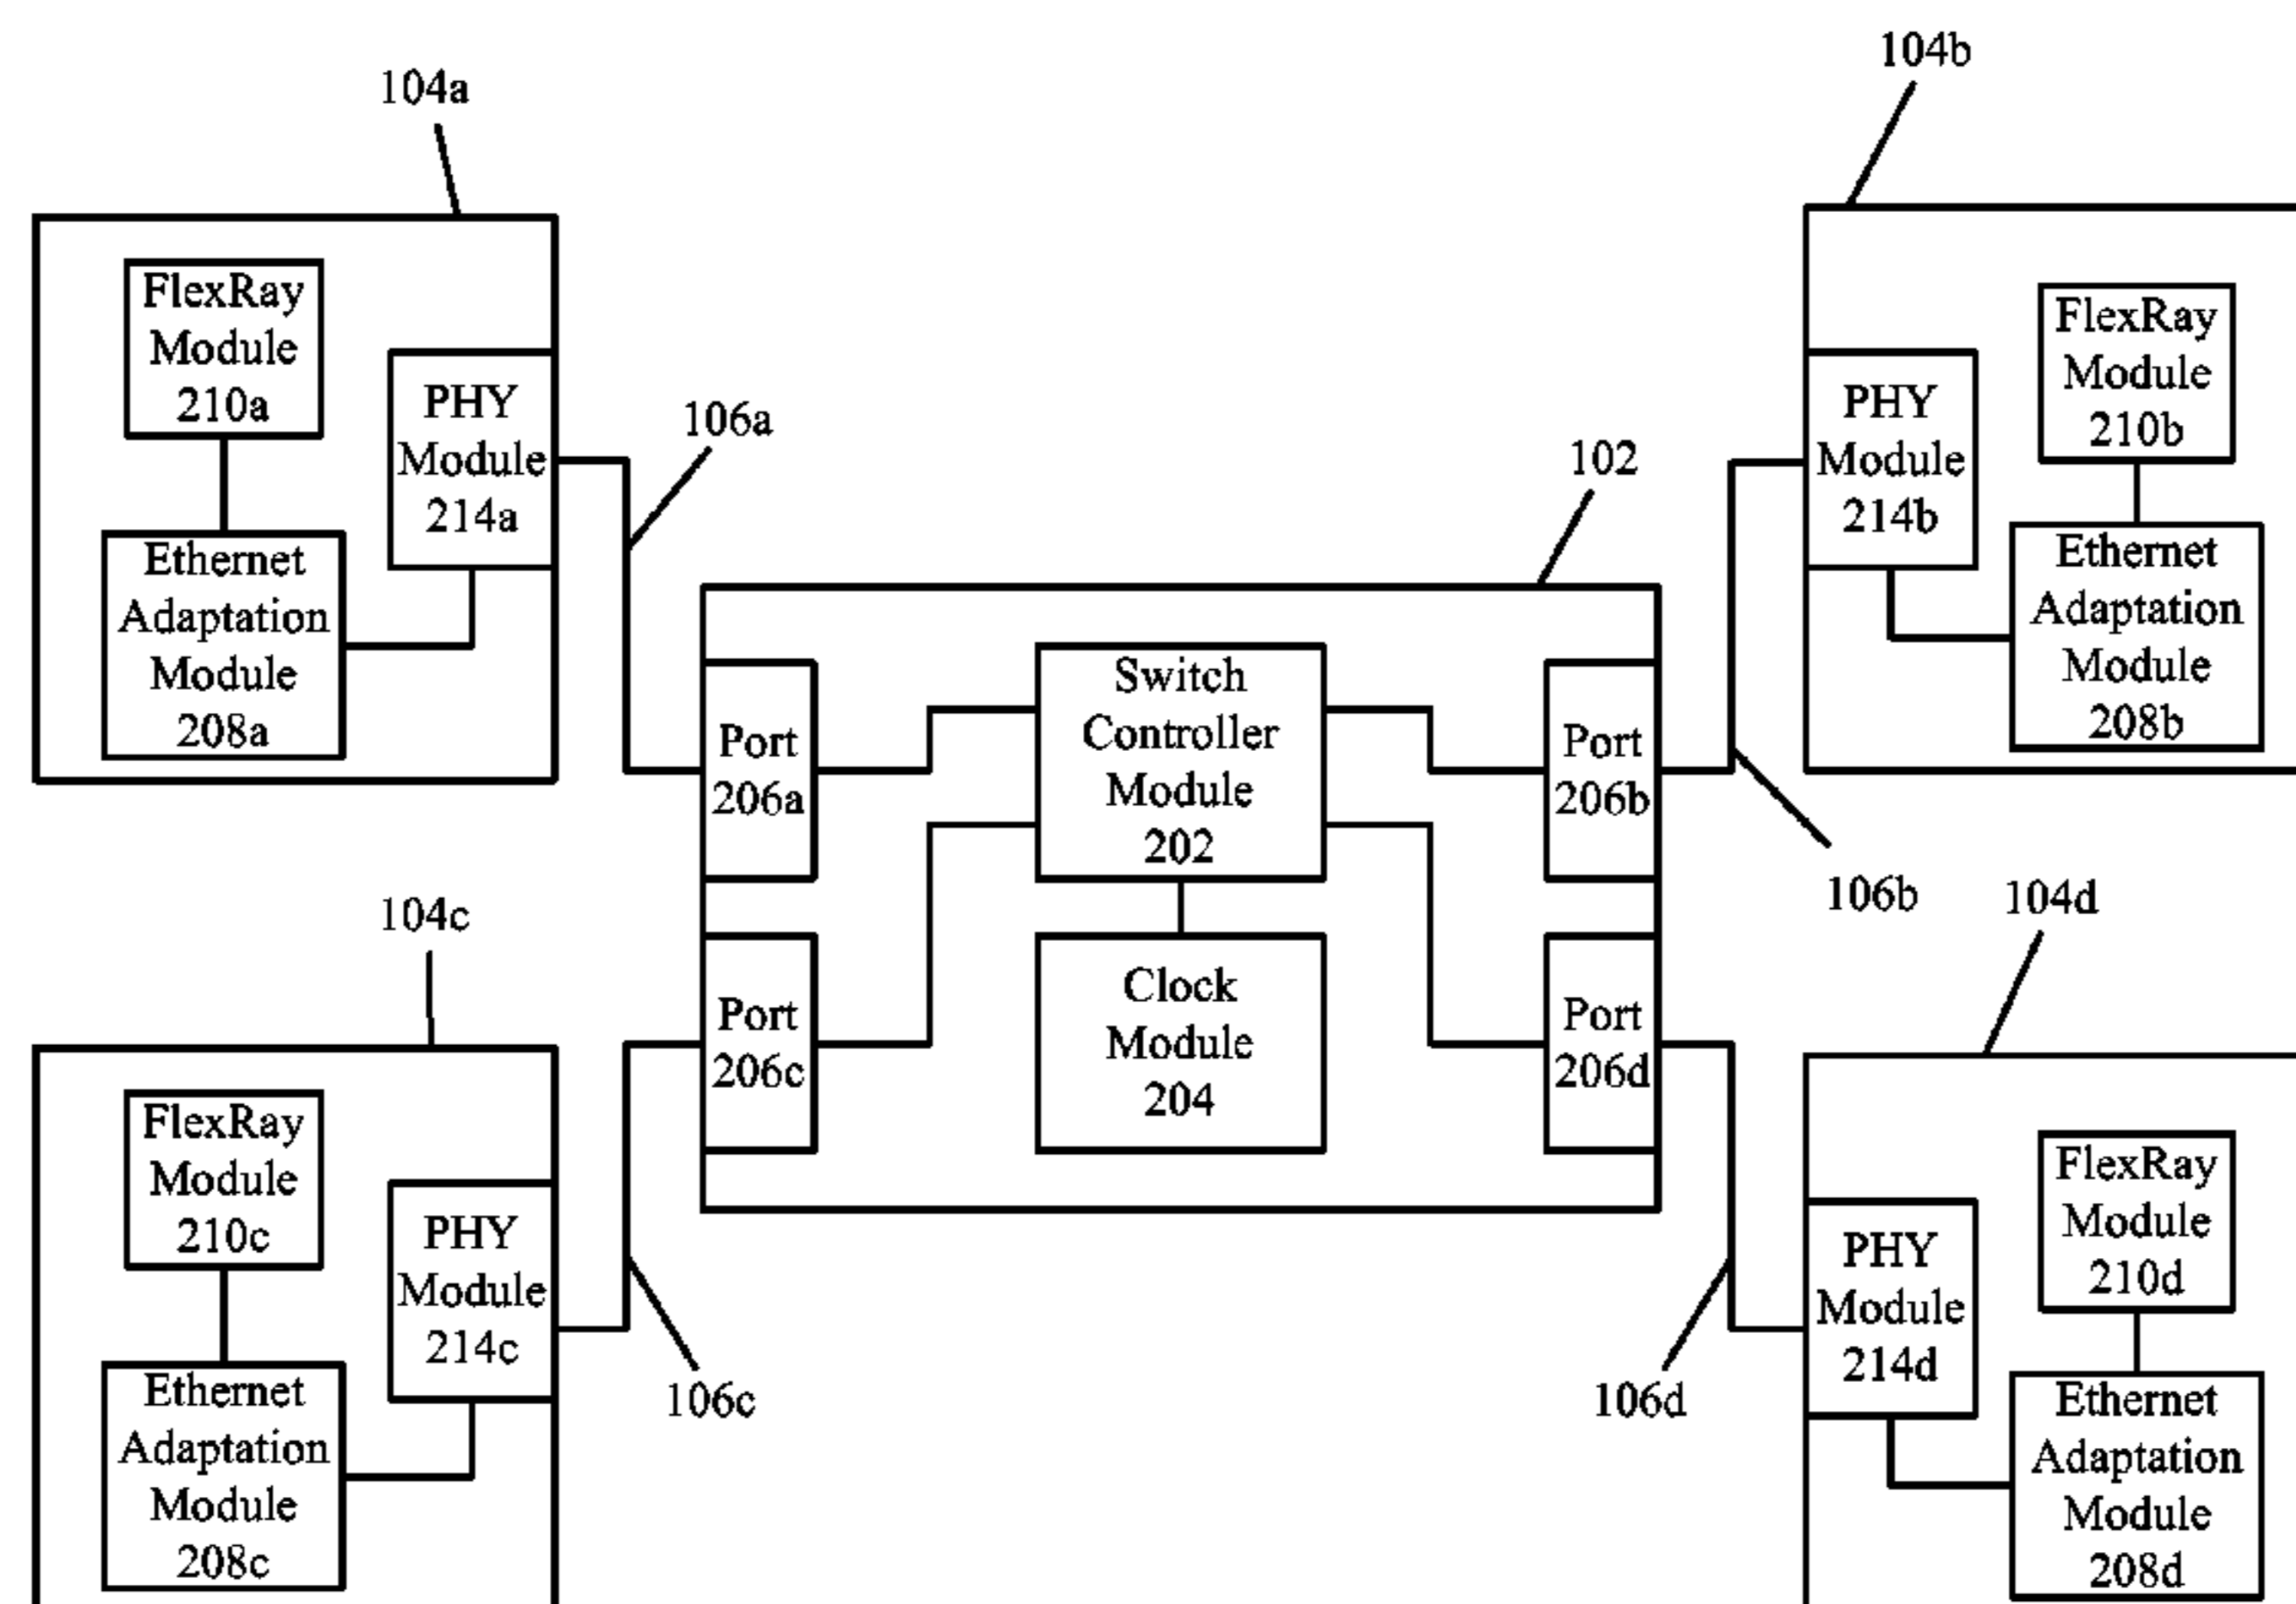 104a
104b
FlexRay
Module
210a
PHY
Module
214a
Ethernet
Adaptation
Module
208a
106a
102
PHY
Module
214b
FlexRay
Module
210b
Ethernet
Adaptation
Module
208b
Port
206a
Switch
Controller
Module
202
Port
206b
106b
104c
104d
Port
206c
Clock
Module
204
Port
206d
FlexRay
Module
210c
PHY
Module
214c
Ethernet
Adaptation
Module
208c
106c
106d
PHY
Module
214d
FlexRay
Module
210d
Ethernet
Adaptation
Module
208d